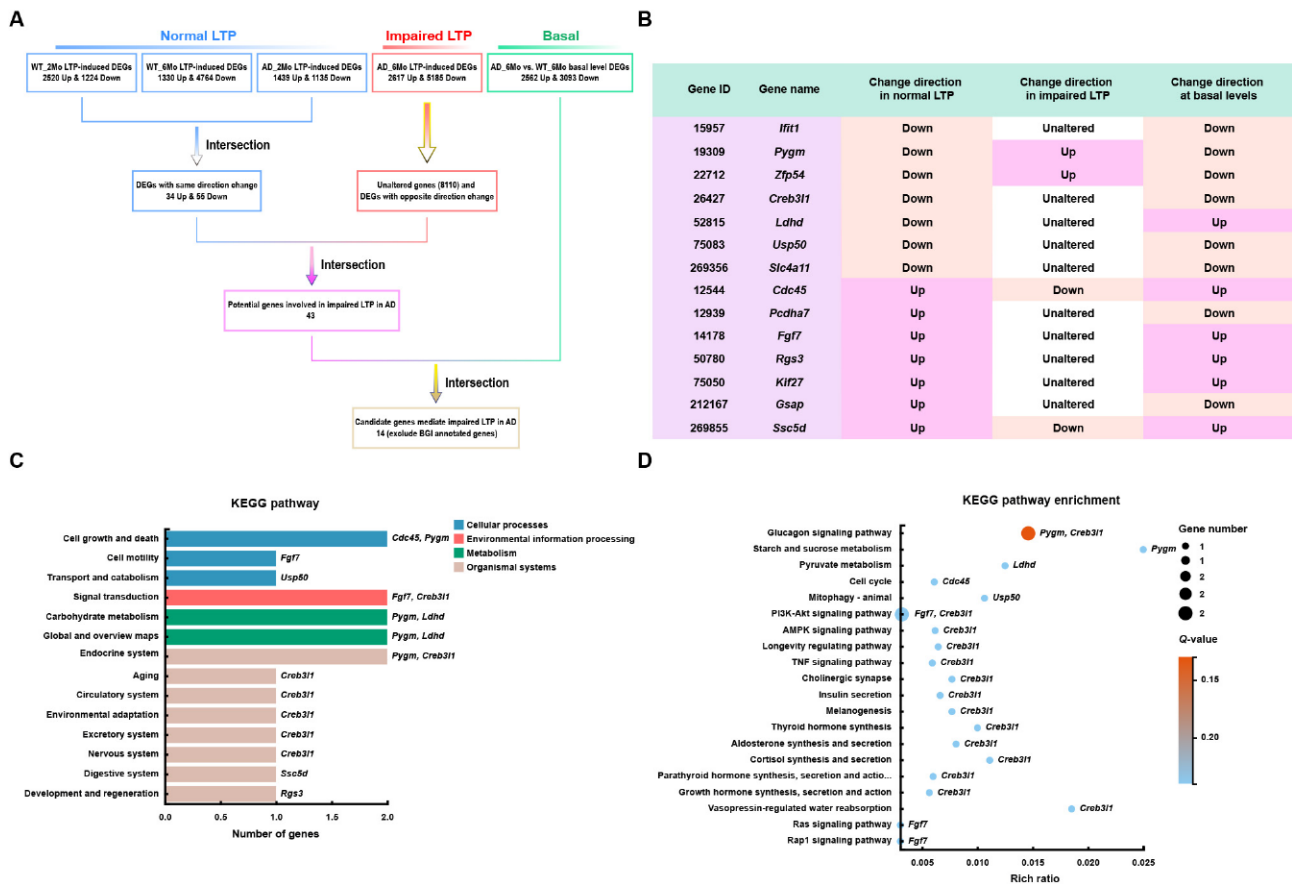 A
Normal LTP
Impaired LTP
Basal
WT_2Mo LTP-induced DEGs
2520 Up & 1224 Down
WT_6Mo LTP-induced DEGs
1330 Up & 4764 Down
AD_2Mo LTP-induced DEGs
1439 Up & 1135 Down
AD_6Mo LTP-induced DEGs
2617 Up & 5185 Down
AD_6Mo vs. WT_6Mo basal level DEGs
2562 Up & 3093 Down
Intersection
DEGs with same direction change
34 Up & 55 Down
Unaltered genes (8110) and
DEGs with opposite direction change
Intersection
Potential genes involved in impaired LTP in AD
43
Intersection
Candidate genes mediate impaired LTP in AD
14 (exclude BGI annotated genes)
B
Gene ID Gene name Change direction in normal LTP Change direction in impaired LTP Change direction at basal levels
15957 Ifit1 Down Unaltered Down
19309 Pygm Down Up Down
22712 Zfp54 Down Up Down
26427 Creb3l1 Down Unaltered Down
52815 Ldhd Down Unaltered Up
75083 Usp50 Down Unaltered Down
269356 Slc4a11 Down Unaltered Down
12544 Cdc45 Up Down Up
12939 Pcdha7 Up Unaltered Down
14178 Fgf7 Up Unaltered Up
50780 Rgs3 Up Unaltered Up
75050 Klf27 Up Unaltered Up
212167 Gsap Up Unaltered Down
269855 Ssc5d Up Down Up
C
KEGG pathway
Cellular processes
Environmental information processing
Metabolism
Organismal systems
Cell growth and death Cdc45, Pygm
Cell motility Fgf7
Transport and catabolism Usp50
Signal transduction Fgf7, Creb3l1
Carbohydrate metabolism Pygm, Ldhd
Global and overview maps Pygm, Ldhd
Endocrine system Pygm, Creb3l1
Aging Creb3l1
Circulatory system Creb3l1
Environmental adaptation Creb3l1
Excretory system Creb3l1
Nervous system Creb3l1
Digestive system Ssc5d
Development and regeneration Rgs3
0.0 0.5 1.0 1.5 2.0
Number of genes
D
KEGG pathway enrichment
Glucagon signaling pathway Pygm, Creb3l1
Starch and sucrose metabolism Pygm
Pyruvate metabolism Ldhd
Cell cycle Cdc45
Mitophagy - animal Usp50
PI3K-Akt signaling pathway Fgf7, Creb3l1
AMPK signaling pathway Creb3l1
Longevity regulating pathway Creb3l1
TNF signaling pathway Creb3l1
Cholinergic synapse Creb3l1
Insulin secretion Creb3l1
Melanogenesis Creb3l1
Thyroid hormone synthesis Creb3l1
Aldosterone synthesis and secretion Creb3l1
Cortisol synthesis and secretion Creb3l1
Parathyroid hormone synthesis, secretion and actio... Creb3l1
Growth hormone synthesis, secretion and action Creb3l1
Vasopressin-regulated water reabsorption Creb3l1
Ras signaling pathway Fgf7
Rap1 signaling pathway Fgf7
0.005 0.010 0.015 0.020 0.025
Rich ratio
Gene number
1
1
2
2
2
Q-value
0.15
0.20